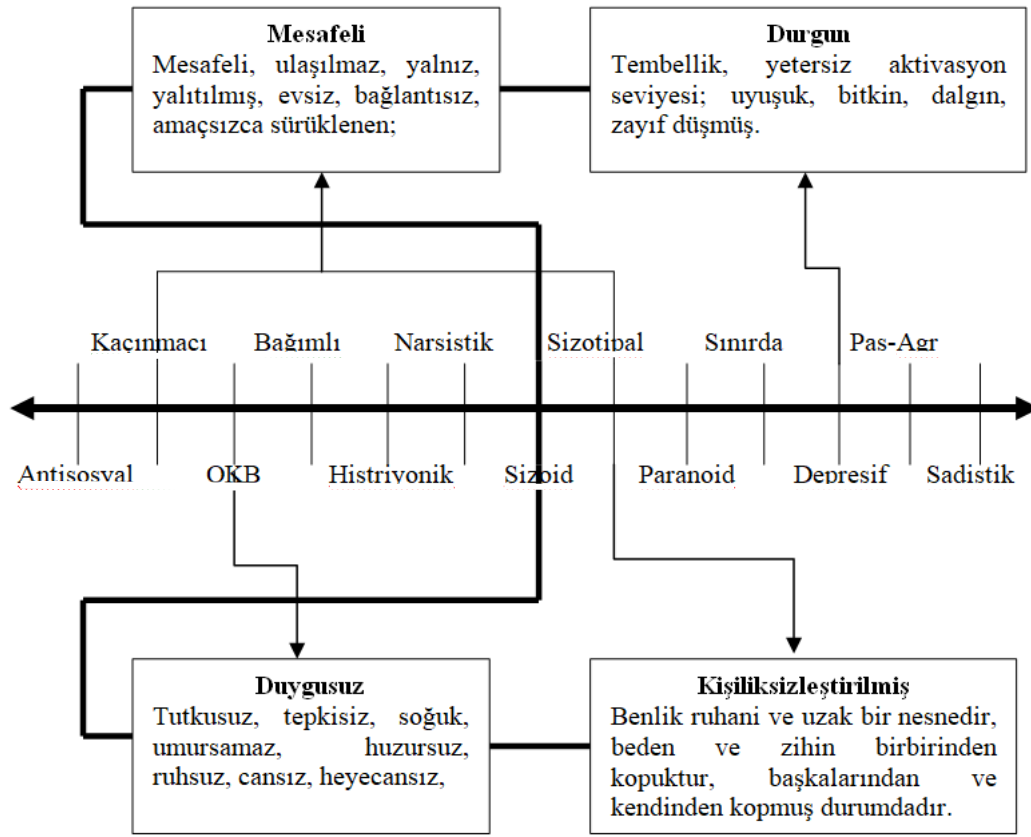 Mesafeli
Mesafeli, ulaşılmaz, yalnız,
yalıtılmış, evsiz, bağlantısız,
amaçsızca sürüklenen;
Durgun
Tembellik, yetersiz aktivasyon
seviyesi; uyuşuk, bitkin, dalgın,
zayıf düşmüş.
Kaçınmacı Bağımlı Narsistik Sizotipal Sınırda Pas-Agr
Antisosyal OKB Histriyonik Sizoid Paranoid Depresif Sadistik
Duygusuz
Tutkusuz, tepkisiz, soğuk,
umursamaz, huzursuz,
ruhsuz, cansız, heyecansız,
Kişiliksizleştirilmiş
Benlik ruhani ve uzak bir nesnedir,
beden ve zihin birbirinden
kopuktur, başkalarından ve
kendinden kopmuş durumdadır.